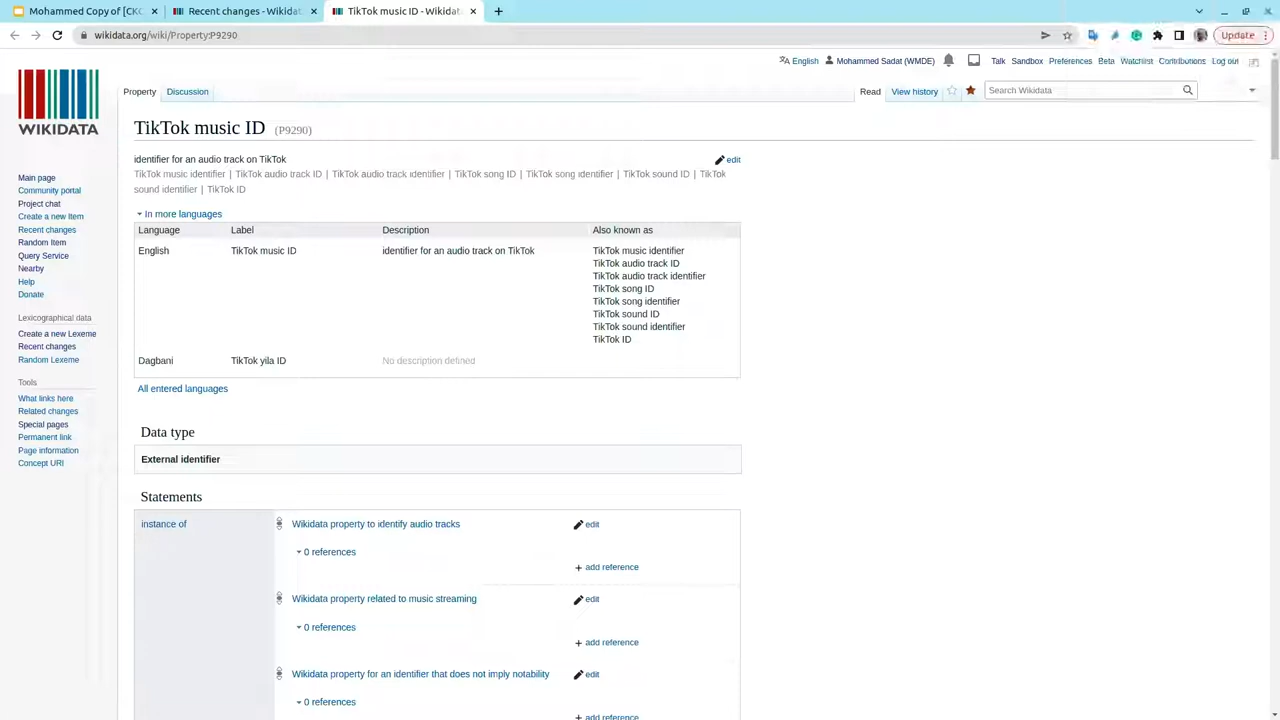 Mohammed Copy of [CKC
Recent changes - Wikidat
TikTok music ID - Wikidat
wikidata.org/wiki/Property:P9290
Update
English
Mohammed Sadat (WMDE)
Talk
Sandbox
Preferences
Beta
Watchlist
Contributions
Log out
WIKIDATA
Property
Discussion
Read
View history
Search Wikidata
Main page
Community portal
Project chat
Create a new Item
Recent changes
Random Item
Query Service
Nearby
Help
Donate
Lexicographical data
Create a new Lexeme
Recent changes
Random Lexeme
Tools
What links here
Related changes
Special pages
Permanent link
Page information
Concept URI
TikTok music ID (P9290)
identifier for an audio track on TikTok
edit
TikTok music identifier | TikTok audio track ID | TikTok audio track identifier | TikTok song ID | TikTok song identifier | TikTok sound ID | TikTok
sound identifier | TikTok ID
In more languages
Language Label Description Also known as
English TikTok music ID identifier for an audio track on TikTok TikTok music identifier
TikTok audio track ID
TikTok audio track identifier
TikTok song ID
TikTok song identifier
TikTok sound ID
TikTok sound identifier
TikTok ID
Dagbani TikTok yila ID No description defined
All entered languages
Data type
External identifier
Statements
instance of
Wikidata property to identify audio tracks
edit
0 references
+ add reference
Wikidata property related to music streaming
edit
0 references
+ add reference
Wikidata property for an identifier that does not imply notability
edit
0 references
+ add reference